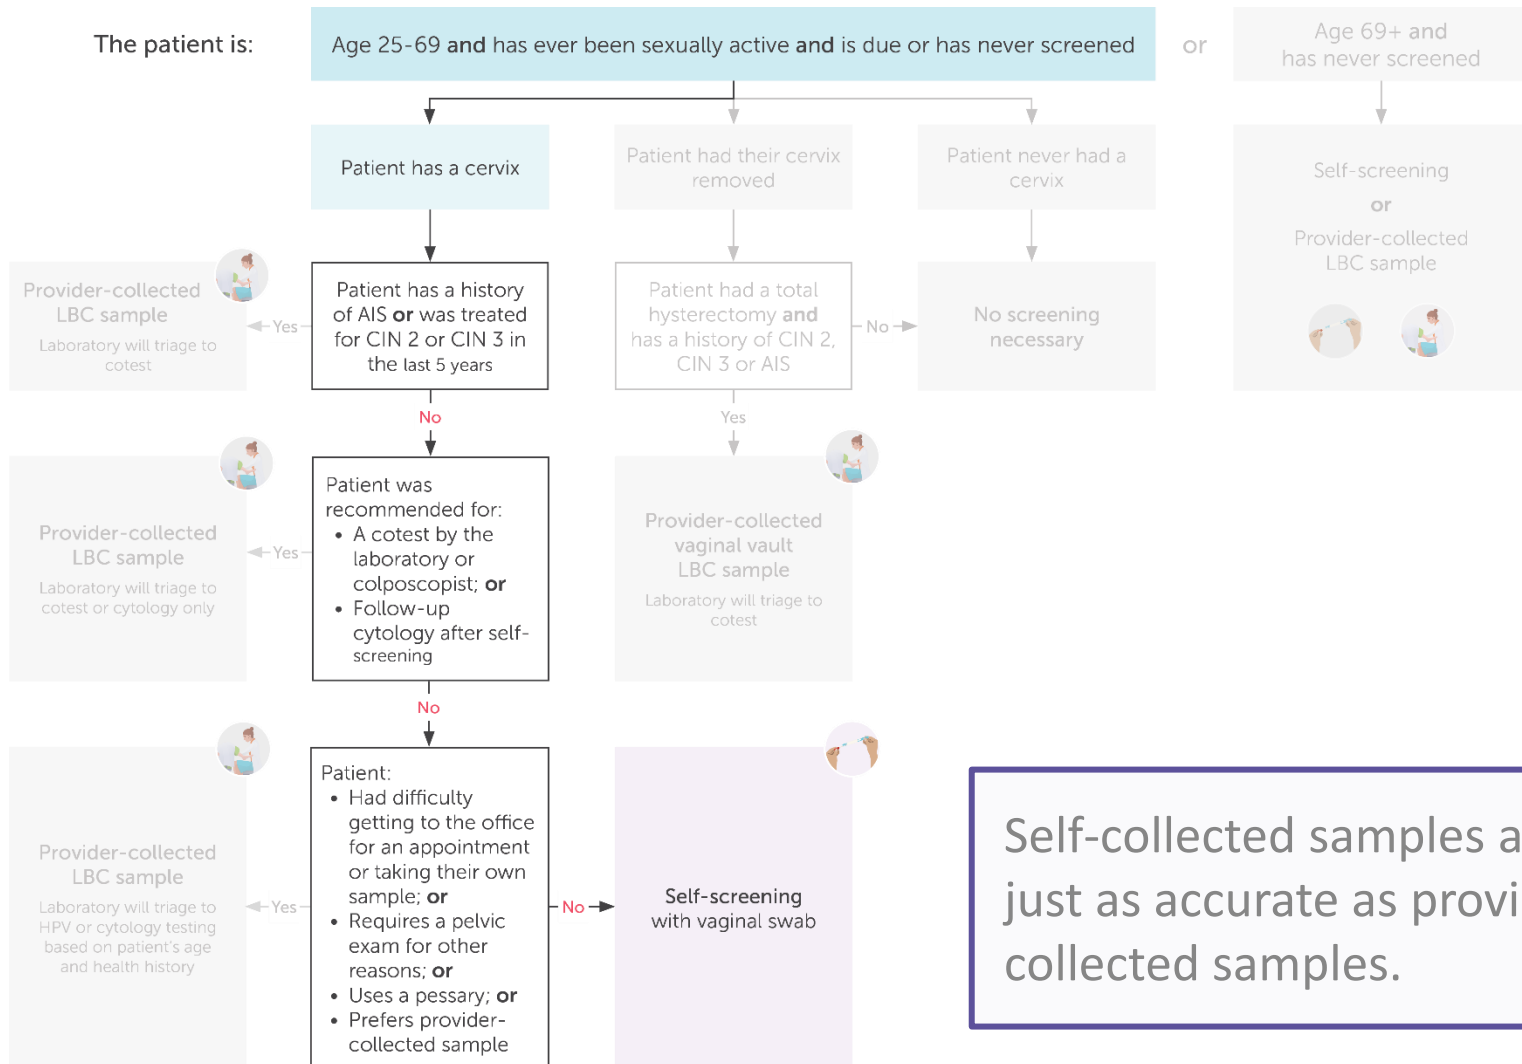 The patient is:
Age 25-69 and has ever been sexually active and is due or has never screened
or
Age 69+ and
has never screened
Patient has a cervix
Patient had their cervix
removed
Patient never had a
cervix
Self-screening
or
Provider-collected
LBC sample
Provider-collected
LBC sample
Laboratory will triage to
cotest
Yes
Patient has a history
of AIS or was treated
for CIN 2 or CIN 3 in
the last 5 years
Patient had a total
hysterectomy and
has a history of CIN 2,
CIN 3 or AIS
No
No screening
necessary
No
Yes
Provider-collected
LBC sample
Laboratory will triage to
cotest or cytology only
Yes
Patient was
recommended for:
• A cotest by the
laboratory or
colposcopist; or
• Follow-up
cytology after self-
screening
Provider-collected
vaginal vault
LBC sample
Laboratory will triage to
cotest
No
Provider-collected
LBC sample
Laboratory will triage to
HPV or cytology testing
based on patient's age
and health history
Yes
Patient:
• Had difficulty
getting to the office
for an appointment
or taking their own
sample; or
• Requires a pelvic
exam for other
reasons; or
• Uses a pessary; or
• Prefers provider-
collected sample
No
Self-screening
with vaginal swab
Self-collected samples a
just as accurate as provi
collected samples.